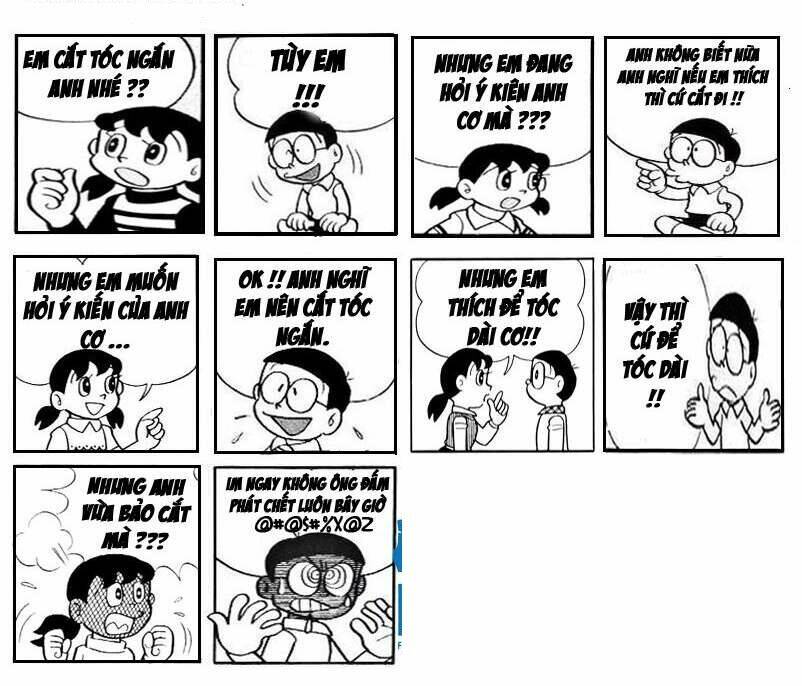 EM CẮT TÓC NGẮN
ANH NHÉ ??
TÙY EM
!!!
NHƯNG EM ĐANG
HỎI Ý KIÊN ANH
CƠ MÀ ???
ANH KHÔNG BIẾT NỮA
ANH NGHĨ NẾU EM THÍCH
THÌ CỨ CẮT ĐI !!
NHƯNG EM MUỐN
HỎI Ý KIẾN CỦA ANH
CƠ ...
OK !! ANH NGHĨ
EM NÊN CẮT TÓC
NGẮN.
NHƯNG EM
THÍCH ĐỂ TÓC
DÀI CƠ!!
VẬY THÌ
CỨ ĐỂ
TÓC DÀI
!!
NHƯNG ANH
VỪA BẢO CẮT
MÀ ???
IM NGAY KHÔNG ÔNG ĐẤM
PHÁT CHẾT LUÔN BÂY GIỜ
@#@$#%X@2